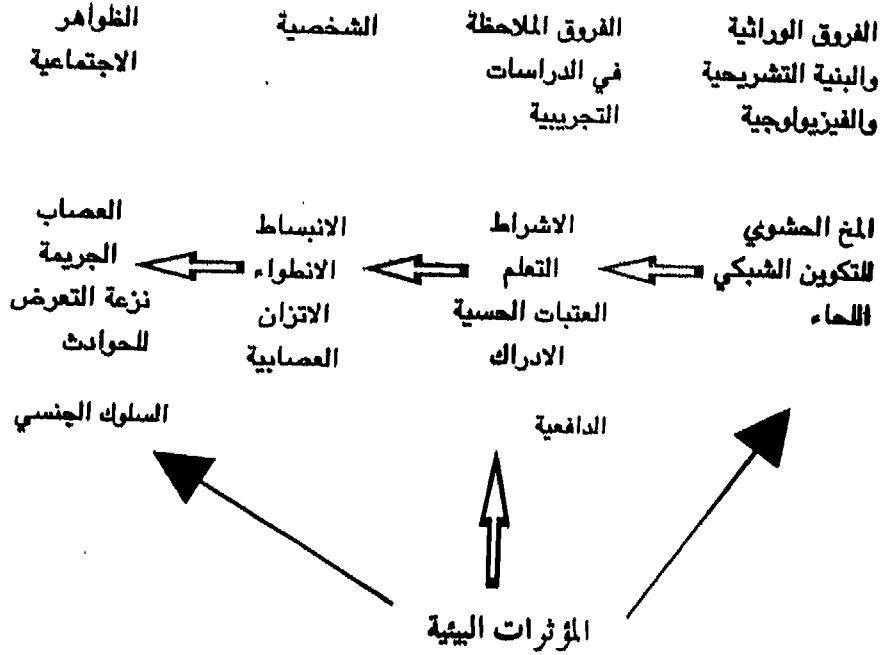 الفروق الوراثية
والبنية التشريحية
والفيزيولوجية
الفروق الملاحظة
في الدراسات
التجريبية
الشخصية
الظواهر
الاجتماعية
المخ الحشوي
للتكوين الشبكي
اللحاء
الاشراط
التعلم
العتبات الحسية
الادراك
الدافعية
الانبساط
الانطواء
الاتزان
العصابية
العصاب
الجريمة
نزعة التعرض
للحوادث
السلوك الجنسي
المؤثرات البيئية